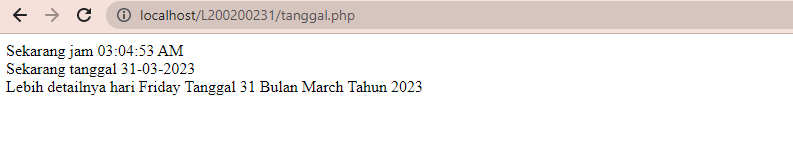 localhost/L200200231/tanggal.php
Sekarang jam 03:04:53 AM
Sekarang tanggal 31-03-2023
Lebih detailnya hari Friday Tanggal 31 Bulan March Tahun 2023